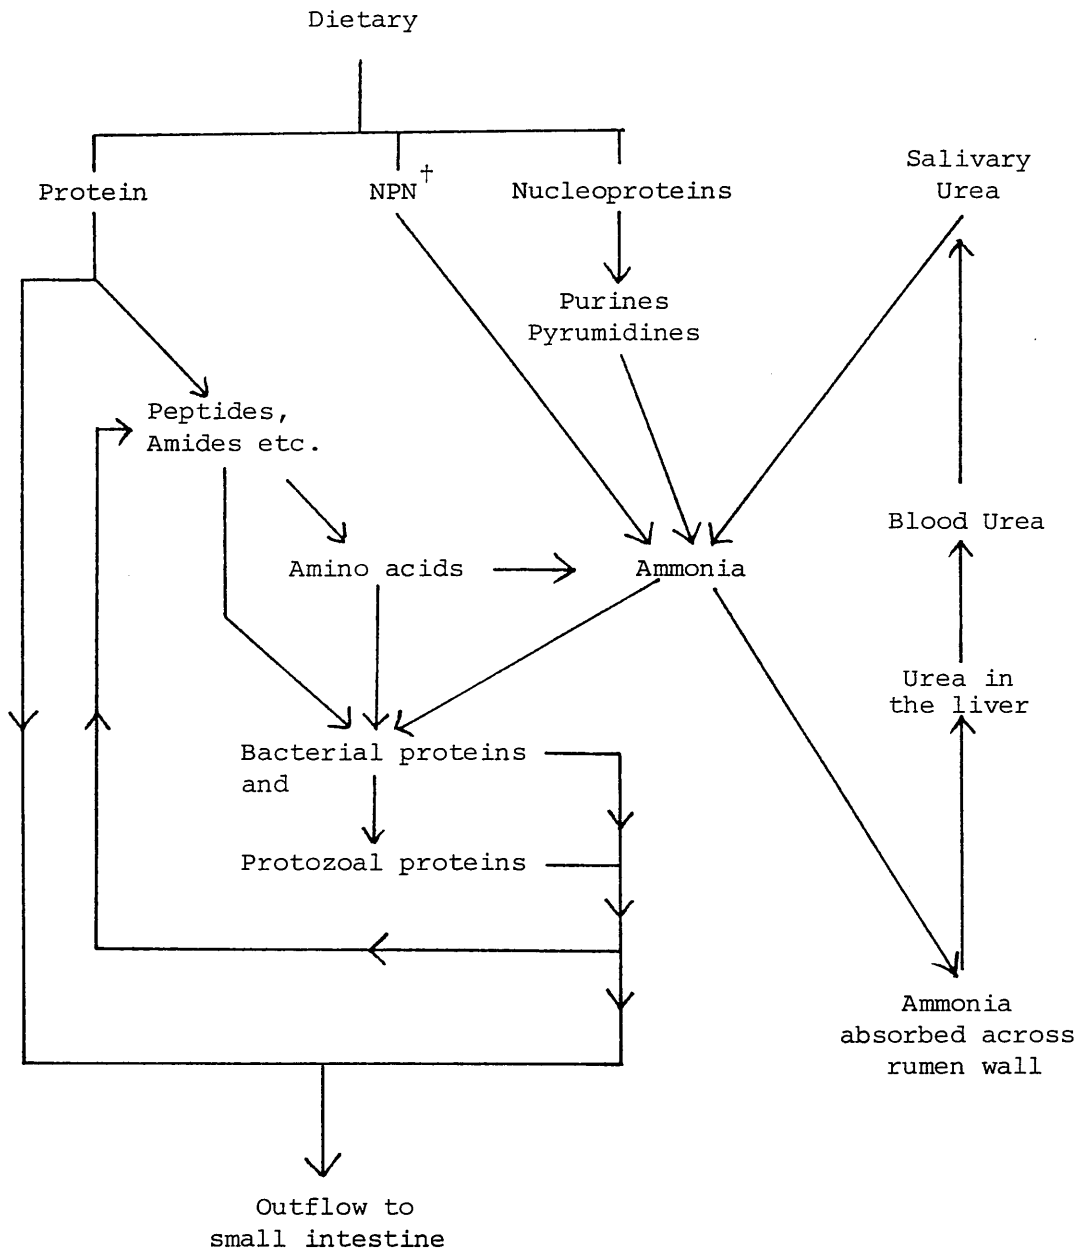 Dietary
Protein
NPN†
Nucleoproteins
Salivary
Urea
Purines
Pyrumidines
Peptides,
Amides etc.
Blood Urea
Amino acids
Ammonia
Urea in
the liver
Bacterial proteins
and
Protozoal proteins
Ammonia
absorbed across
rumen wall
Outflow to
small intestine